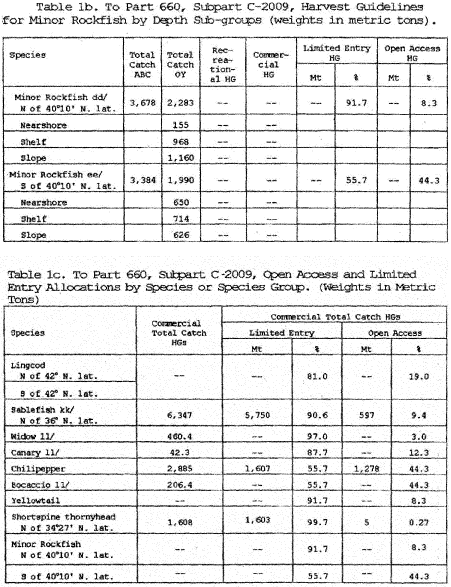 Table 1b. To Part 660, Subpart C-2009, Harvest Guidelines
for Minor Rockfish by Depth Sub-groups (weights in metric tons).
Species Total Catch ABC Total Catch OY Rec-rea-tion-al HG Commer-cial HG Limited Entry HG Open Access HG
Mt % Mt %
Minor Rockfish dd/
N of 40°10' N. lat. 3,678 2,283 -- -- -- 91.7 -- 8.3
Nearshore 155 -- -- -- -- -- --
Shelf 968 -- -- -- -- -- --
Slope 1,160 -- -- -- -- -- --
Minor Rockfish ee/
S of 40°10' N. lat. 3,384 1,990 -- -- -- 55.7 -- 44.3
Nearshore 650 -- -- -- -- -- --
Shelf 714 -- -- -- -- -- --
Slope 626 -- -- -- -- -- --
Table 1c. To Part 660, Subpart C-2009, Open Access and Limited
Entry Allocations by Species or Species Group. (Weights in Metric
Tons)
Species Commercial Total Catch HGs Commercial Total Catch HGs
Limited Entry Open Access
Mt % Mt %
Lingcod
N of 42° N. lat. -- -- 81.0 -- 19.0
S of 42° N. lat.
Sablefish kk/
N of 36° N. lat. 6,347 5,750 90.6 597 9.4
Widow ll/ 460.4 -- 97.0 -- 3.0
Canary ll/ 42.3 -- 87.7 -- 12.3
Chilipepper 2,885 1,607 55.7 1,278 44.3
Bocaccio ll/ 206.4 -- 55.7 -- 44.3
Yellowtail -- -- 91.7 -- 8.3
Shortspine thornyhead
N of 34°27' N. lat. 1,608 1,603 99.7 5 0.27
Minor Rockfish
N of 40°10' N. lat. -- -- 91.7 -- 8.3
S of 40°10' N. lat. -- -- 55.7 -- 44.3